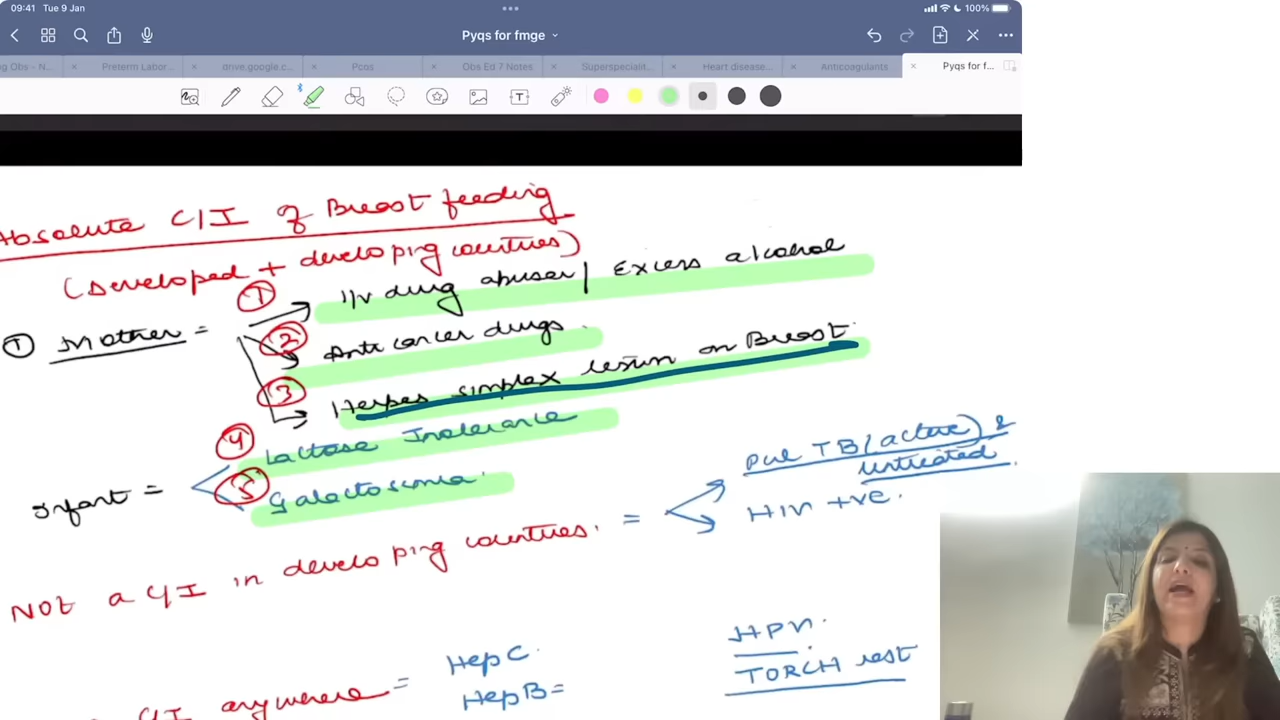 09:41 Tue 9 Jan
100%
Pyqs for fmge
g Obs - N...
Preterm Labor...
drive.google.c...
Pcos
Obs Ed 7 Notes
Superspecialit...
Heart disease...
Anticoagulants
Pyqs for f...
Absolute C/I of Breast feeding
(Developed + developing countries)
① Mother = ① I/V drug abuser / Excess alcohol
② Anti cancer drugs.
③ Herpes simplex lesion on Breast.
④ Lactose Intolerance
Infant = ⑤ Galactosemia.
NOT a C/I in developing countries. = Pul TB (active) & untreated
HIV +ve.
C/I anywhere = Hep C.
Hep B =
HPV.
TORCH rest